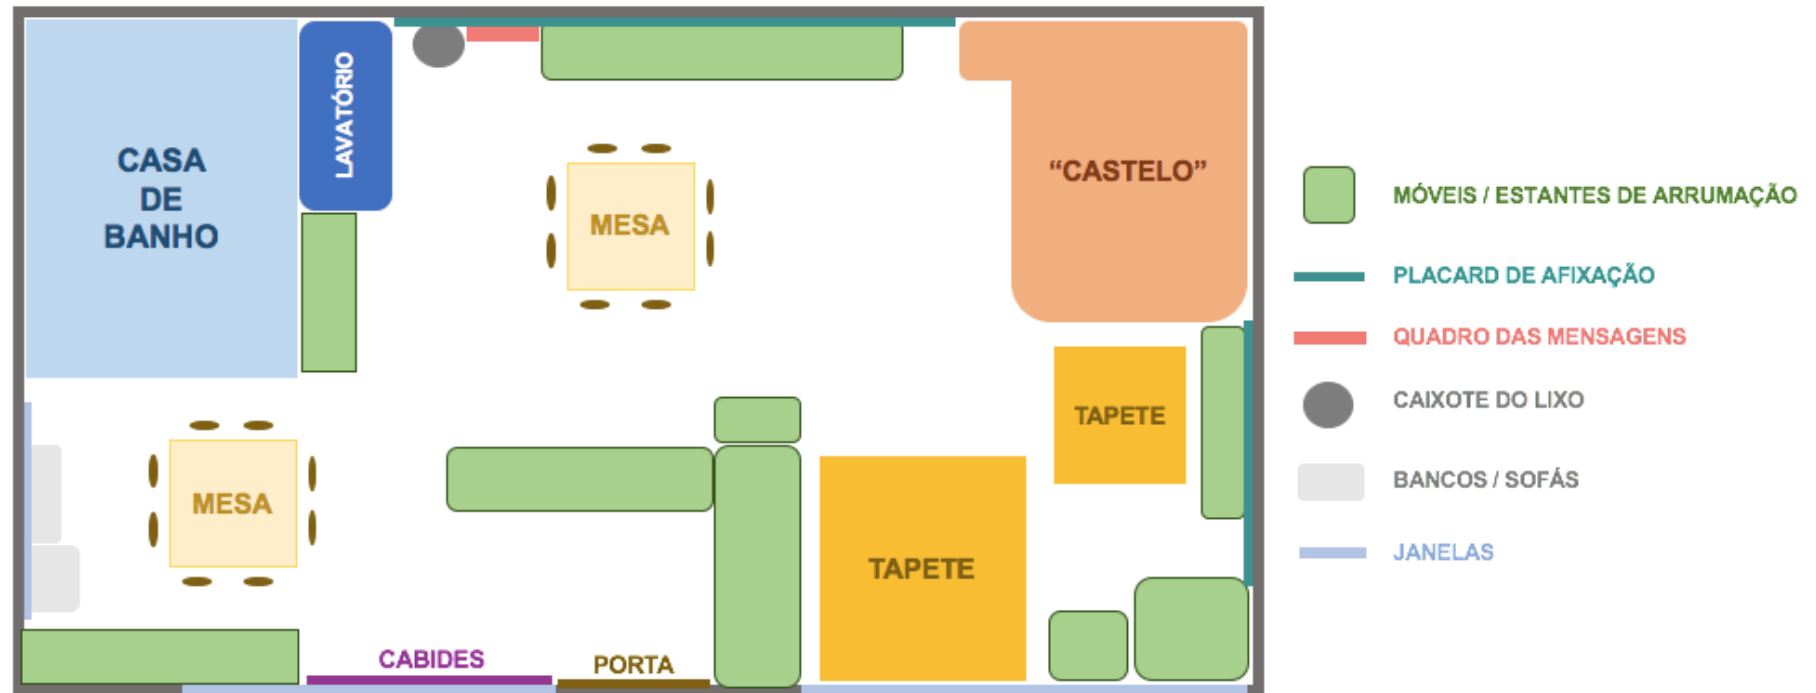 CASA
DE
BANHO
LAVATÓRIO
MESA
“CASTELO”
TAPETE
MESA
TAPETE
CABIDES
PORTA
MÓVEIS / ESTANTES DE ARRUMAÇÃO
PLACARD DE AFIXAÇÃO
QUADRO DAS MENSAGENS
CAIXOTE DO LIXO
BANCOS / SOFÁS
JANELAS